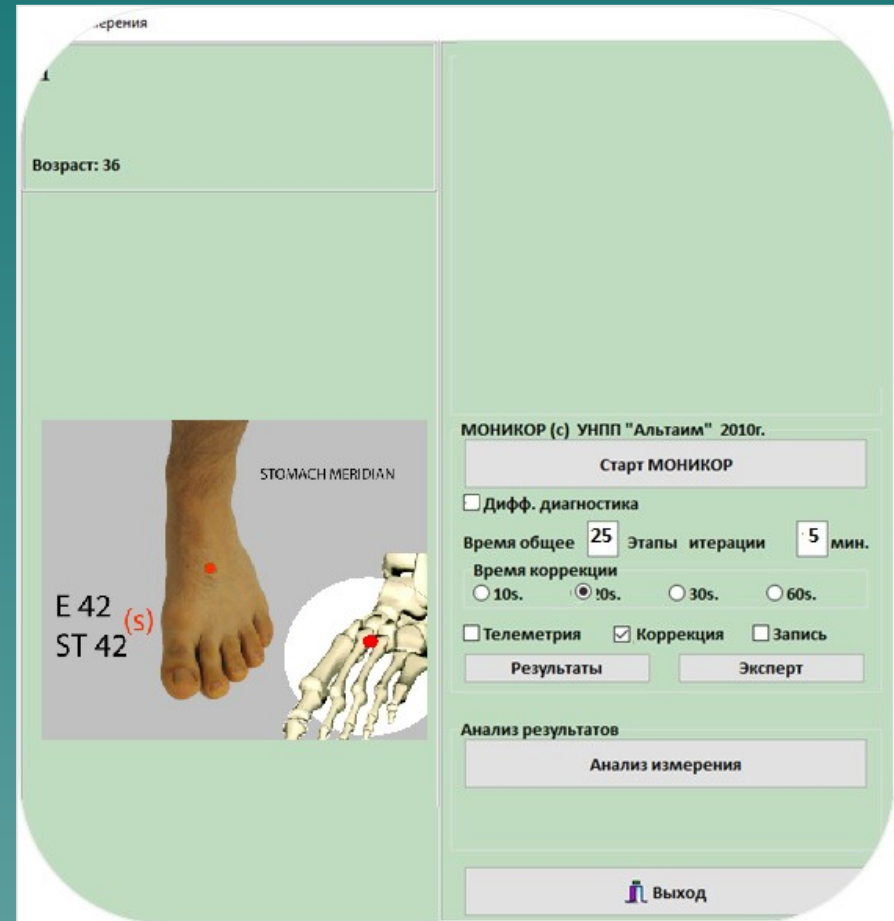 Возраст: 36
STOMACH MERIDIAN
E 42
ST 42
(s)
МОНИКОР (с) УНПП "Альтаим" 2010г.
Старт МОНИКОР
Дифф. диагностика
Время общее 25 Этапы итерации 5 мин.
Время коррекции
10s. 30s. 60s.
Телеметрия Коррекция Запись
Результаты Эксперт
Анализ результатов
Анализ измерения
Выход